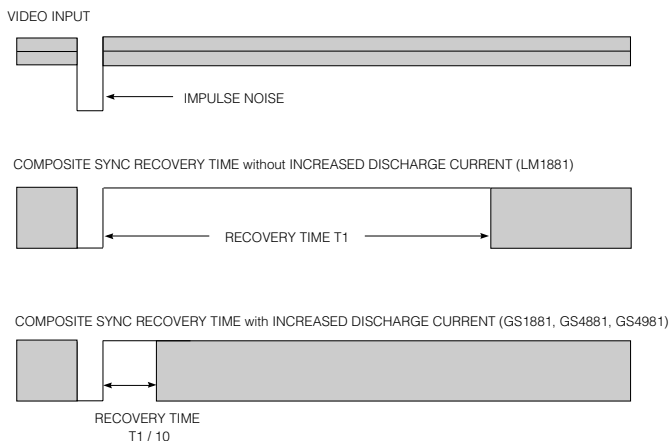 VIDEO INPUT
IMPULSE NOISE
COMPOSITE SYNC RECOVERY TIME without INCREASED DISCHARGE CURRENT (LM1881)
RECOVERY TIME T1
COMPOSITE SYNC RECOVERY TIME with INCREASED DISCHARGE CURRENT (GS1881, GS4881, GS4981)
RECOVERY TIME
T1 / 10